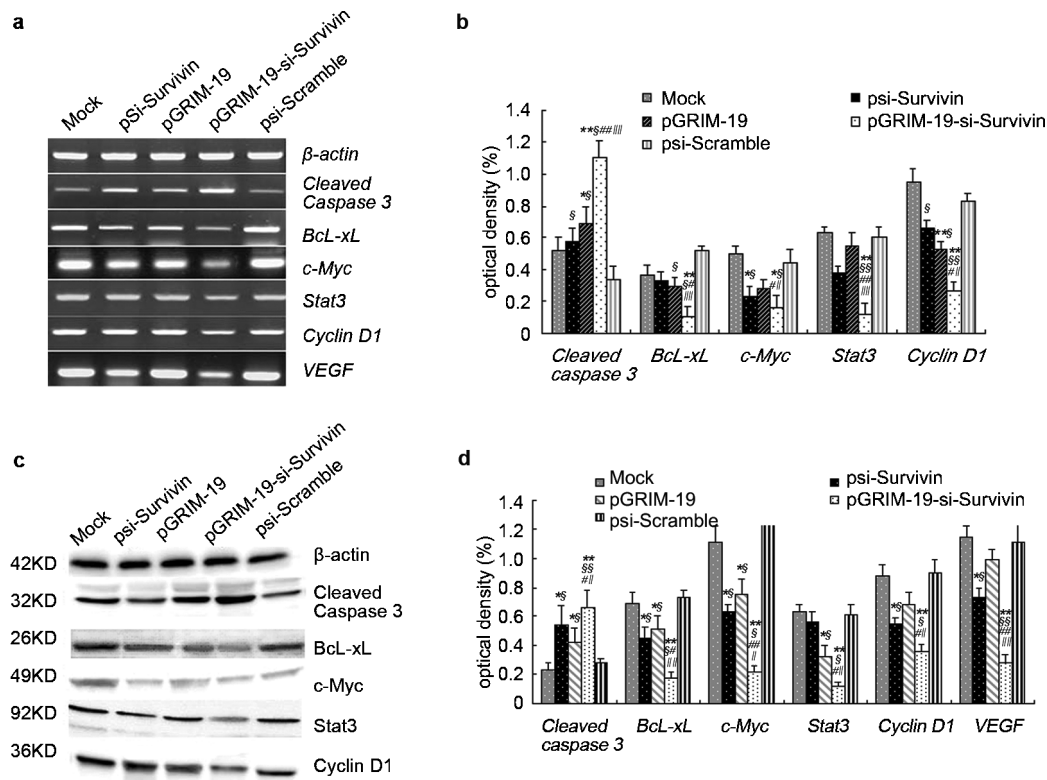 a
Mock
pSi-Survivin
pGRIM-19
pGRIM-19-si-Survivin
psi-Scramble
β-actin
Cleaved
Caspase 3
BcL-xL
c-Myc
Stat3
Cyclin D1
VEGF
b
Mock
psi-Survivin
pGRIM-19
pGRIM-19-si-Survivin
psi-Scramble
optical density (%)
1.4
1.2
1.0
0.8
0.6
0.4
0.2
0
**§##‖‖
§
*§
§
**
§#
‖‖
*§
*§
#‖
**
§§
##
‖‖
§
**§
**
§§
#‖
Cleaved
caspase 3
BcL-xL
c-Myc
Stat3
Cyclin D1
c
Mock
psi-Survivin
pGRIM-19
pGRIM-19-si-Survivin
psi-Scramble
42KD
β-actin
32KD
Cleaved
Caspase 3
26KD
BcL-xL
49KD
c-Myc
92KD
Stat3
36KD
Cyclin D1
d
Mock
psi-Survivin
pGRIM-19
pGRIM-19-si-Survivin
psi-Scramble
optical density (%)
1.4
1.2
1.0
0.8
0.6
0.4
0.2
0
*§
*§
**
§§
#‖
*§
*§
**
§#
‖‖
*§
*§
**
§
##
‖
*§
**
§
#‖
*§
**
§
#‖
*§
**
§§
##
‖‖
Cleaved
caspase 3
BcL-xL
c-Myc
Stat3
Cyclin D1
VEGF